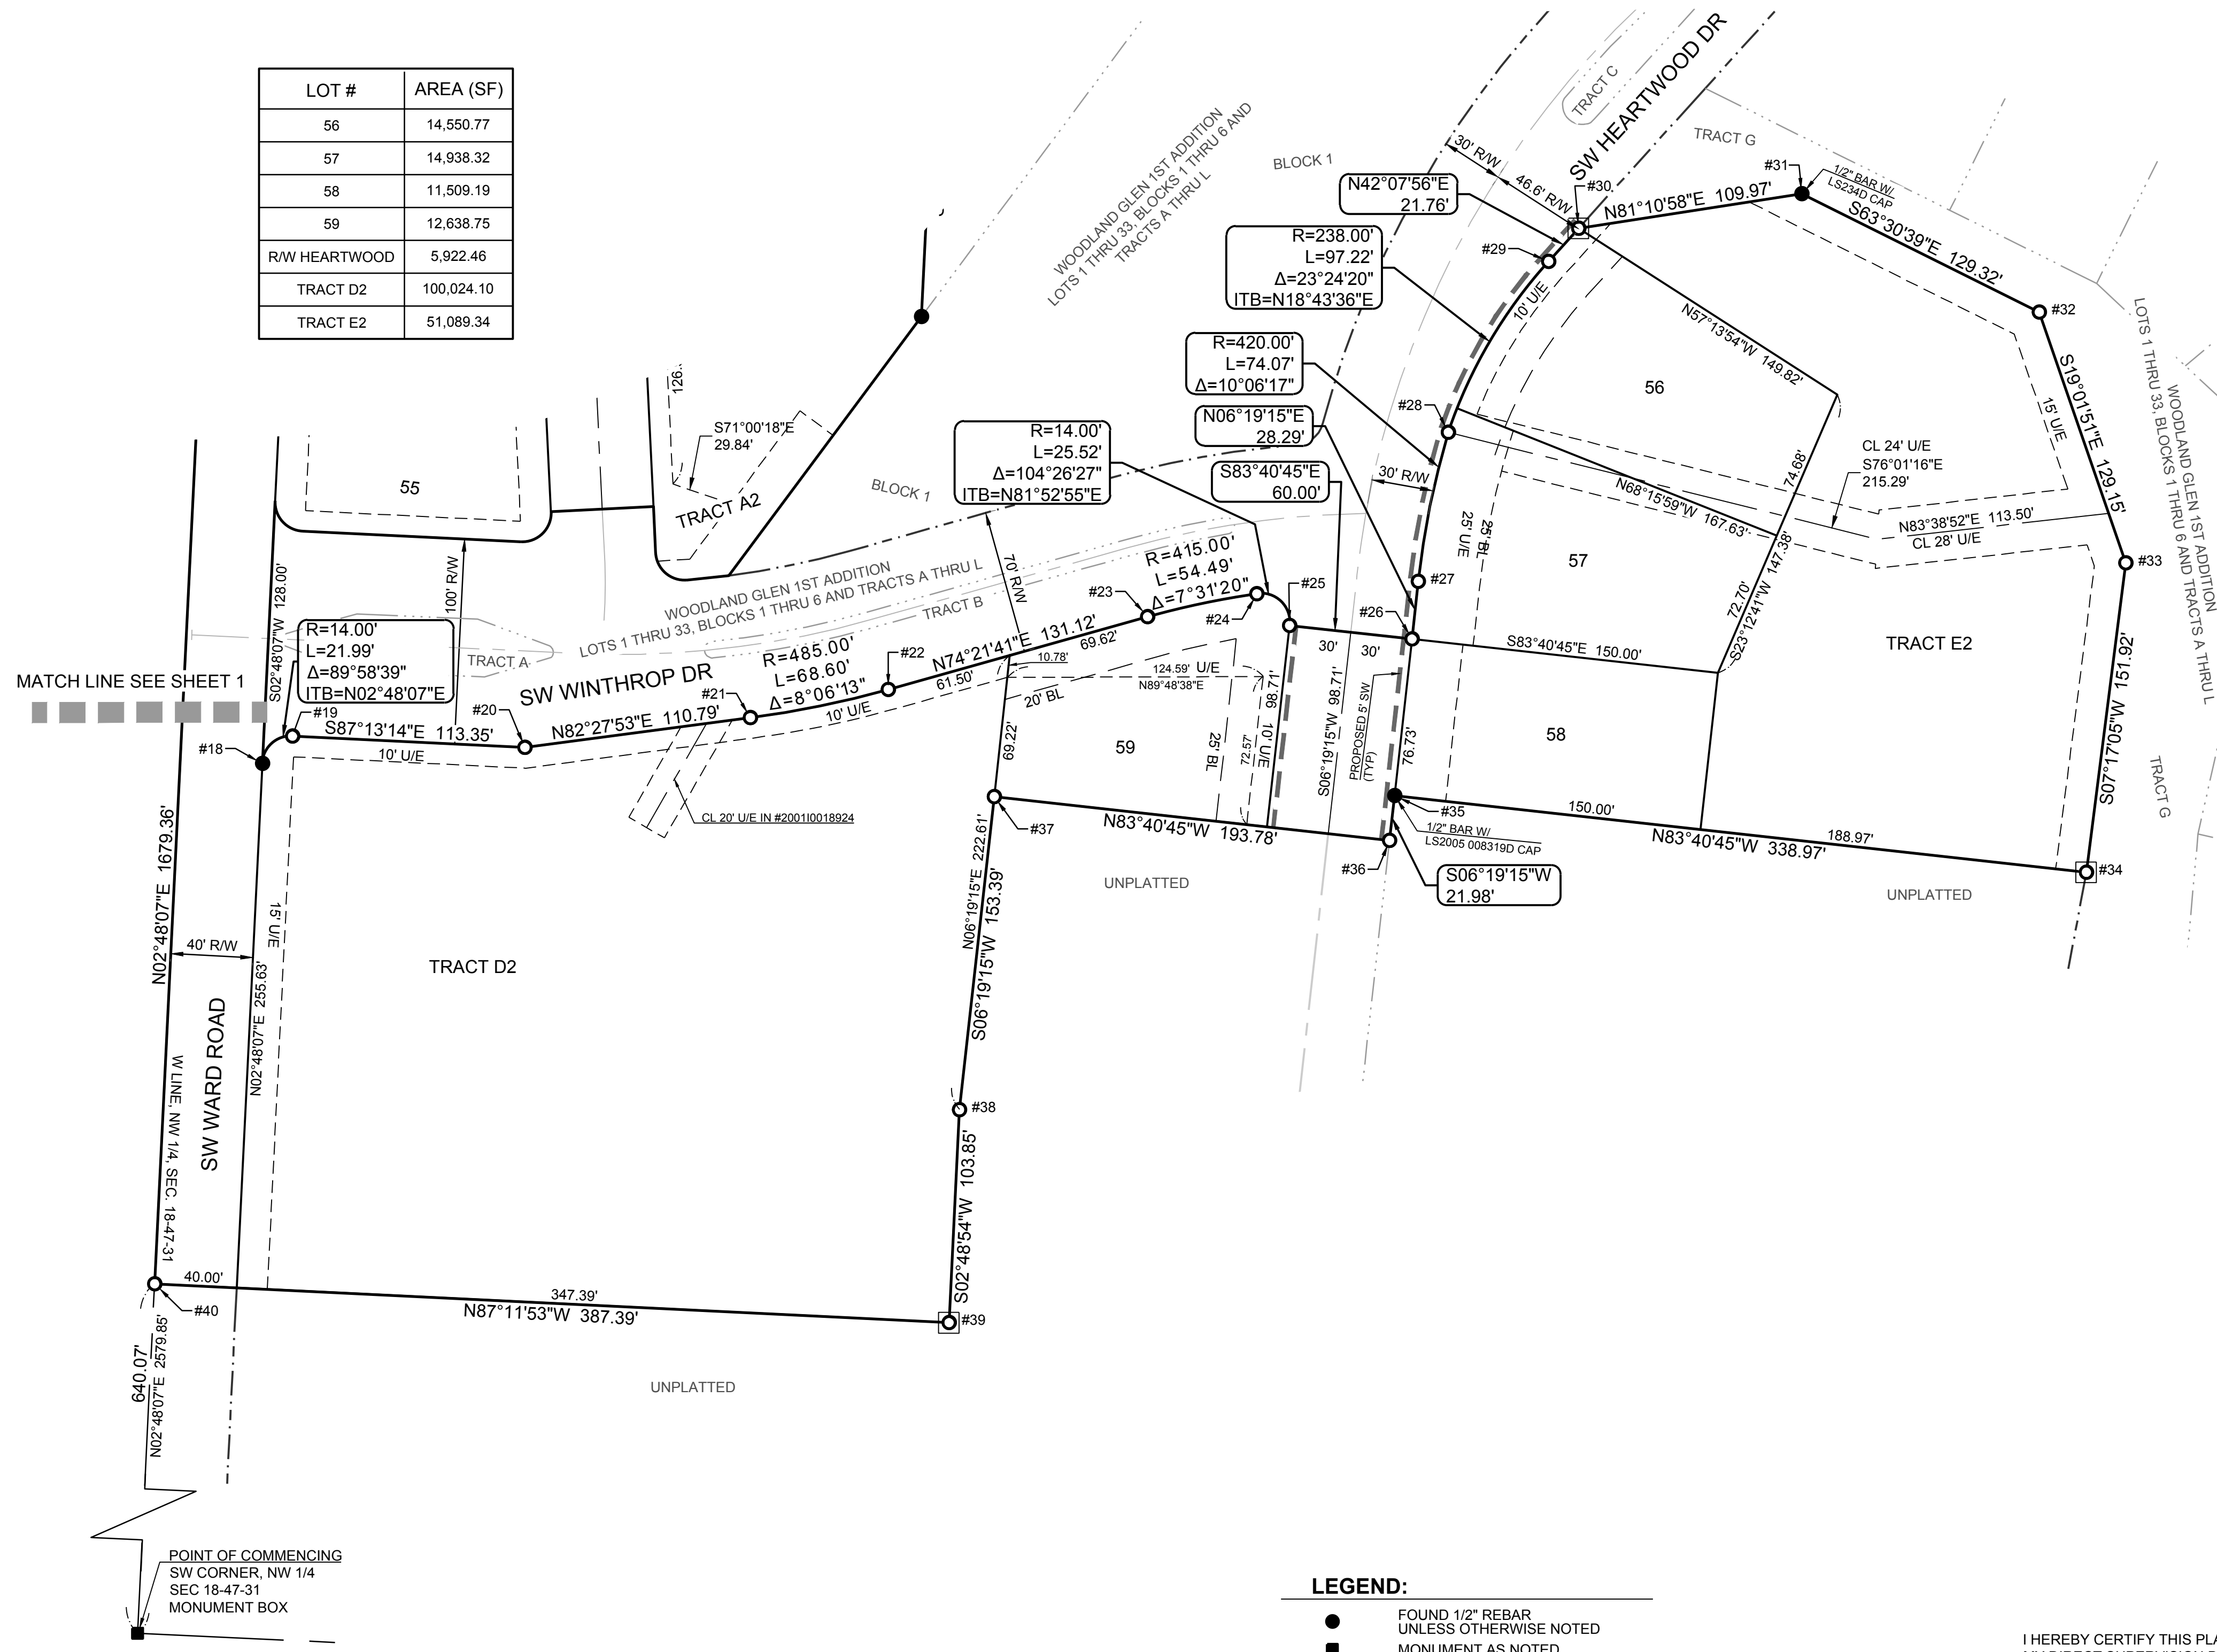 LOT # AREA (SF)
56 14,550.77
57 14,938.32
58 11,509.19
59 12,638.75
R/W HEARTWOOD 5,922.46
TRACT D2 100,024.10
TRACT E2 51,089.34
WOODLAND GLEN 1ST ADDITION
LOTS 1 THRU 33, BLOCKS 1 THRU 6 AND
TRACTS A THRU L
BLOCK 1
30' R/W
46.6' R/W
TRACT C
SW HEARTWOOD DR
TRACT G
#31
1/2" BAR W/
LS234D CAP
#30
N81°10'58"E 109.97'
S63°30'39"E 129.32'
#32
N42°07'56"E
21.76'
#29
R=238.00'
L=97.22'
Δ=23°24'20"
ITB=N18°43'36"E
10' U/E
N57°13'54"W 149.82'
56
S19°01'51"E 129.15'
15' U/E
LOTS 1 THRU 33, BLOCKS 1 THRU 6 AND TRACTS A THRU L
WOODLAND GLEN 1ST ADDITION
R=420.00'
L=74.07'
Δ=10°06'17"
#28
N06°19'15"E
28.29'
S83°40'45"E
60.00'
30' R/W
R=14.00'
L=25.52'
Δ=104°26'27"
ITB=N81°52'55"E
CL 24' U/E
S76°01'16"E
215.29'
74.68'
N68°15'59"W 167.63'
N83°38'52"E 113.50'
CL 28' U/E
25' U/E
25' BL
57
72.70'
S23°12'41"W 147.38'
#33
#27
#26
S83°40'45"E 150.00'
TRACT E2
S07°17'05"W 151.92'
TRACT G
126.
S71°00'18"E
29.84'
TRACT A2
BLOCK 1
55
S02°48'07"W 128.00'
100' R/W
WOODLAND GLEN 1ST ADDITION
LOTS 1 THRU 33, BLOCKS 1 THRU 6 AND TRACTS A THRU L
TRACT B
TRACT A
70' R/W
R=415.00'
L=54.49'
Δ=7°31'20"
#23
#24
#25
R=14.00'
L=21.99'
Δ=89°58'39"
ITB=N02°48'07"E
MATCH LINE SEE SHEET 1
SW WINTHROP DR
R=485.00'
L=68.60'
Δ=8°06'13"
#22
N74°21'41"E 131.12'
69.62'
61.50'
10.78'
#18
#19
S87°13'14"E 113.35'
10' U/E
#20
N82°27'53"E 110.79'
#21
10' U/E
CL 20' U/E IN #2001I0018924
20' BL
124.59' U/E
N89°48'38"E
69.22'
59
25' BL
72.57'
10' U/E
98.71'
30'
30'
S06°19'15"W 98.71'
PROPOSED 5' SW
(TYP)
76.73'
58
#35
1/2" BAR W/
LS2005 008319D CAP
150.00'
N83°40'45"W 338.97'
188.97'
#34
#37
N83°40'45"W 193.78'
#36
S06°19'15"W
21.98'
UNPLATTED
UNPLATTED
N02°48'07"E 1679.36'
40' R/W
15' U/E
N02°48'07"E 255.63'
TRACT D2
N06°19'15"E 222.61'
S06°19'15"W 153.39'
SW WARD ROAD
W LINE, NW 1/4, SEC. 18-47-31
#38
S02°48'54"W 103.85'
40.00'
#40
347.39'
N87°11'53"W 387.39'
#39
640.07'
N02°48'07"E 2579.85'
UNPLATTED
POINT OF COMMENCING
SW CORNER, NW 1/4
SEC 18-47-31
MONUMENT BOX
LEGEND:
FOUND 1/2" REBAR
UNLESS OTHERWISE NOTED
MONUMENT AS NOTED
I HEREBY CERTIFY THIS PLA